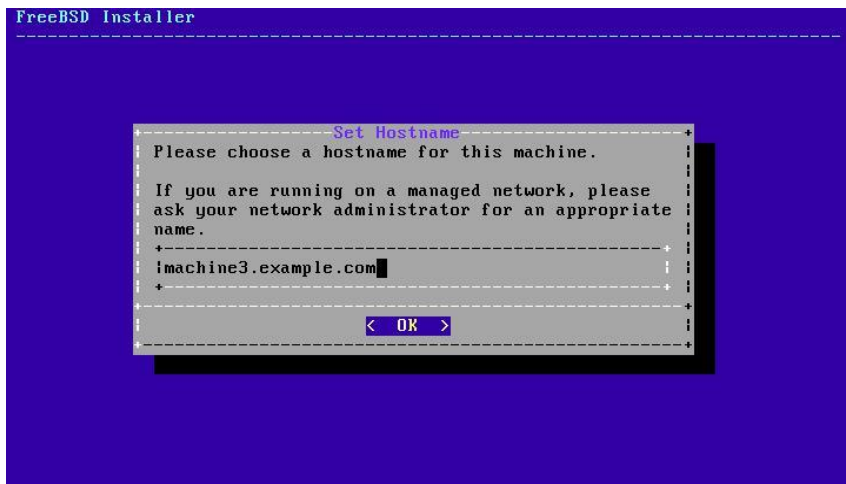 FreeBSD Installer
Set Hostname
Please choose a hostname for this machine.
If you are running on a managed network, please
ask your network administrator for an appropriate
name.
machine3.example.com
< OK >